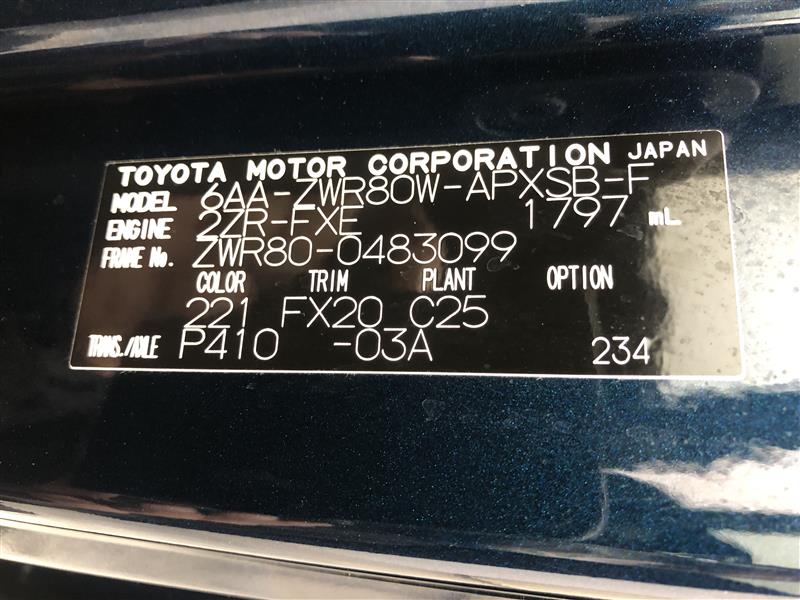 TOYOTA MOTOR CORPORATION JAPAN
MODEL 6AA-ZWR80W-APXSB-F
ENGINE 2ZR-FXE 1797 mL
FRAME No. ZWR80-0483099
COLOR TRIM PLANT OPTION
221 FX20 C25
TRANS./AXLE P410 -03A 234